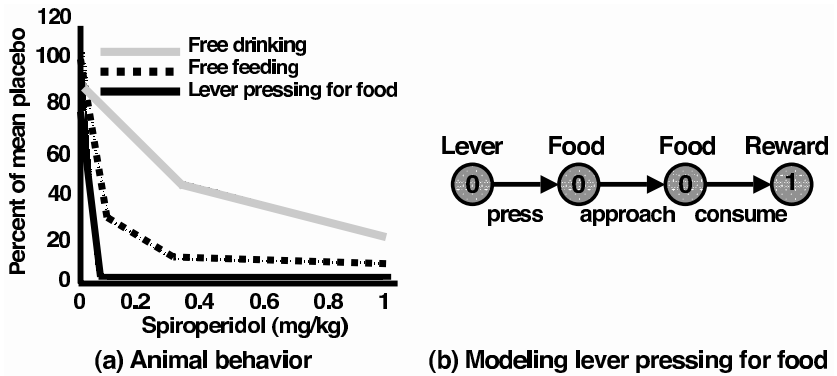 120
100
80
60
40
20
0
Percent of mean placebo
Free drinking
Free feeding
Lever pressing for food
0 0.2 0.4 0.6 0.8 1
Spiroperidol (mg/kg)
(a) Animal behavior
Lever Food Food Reward
0 0 0 1
press approach consume
(b) Modeling lever pressing for food